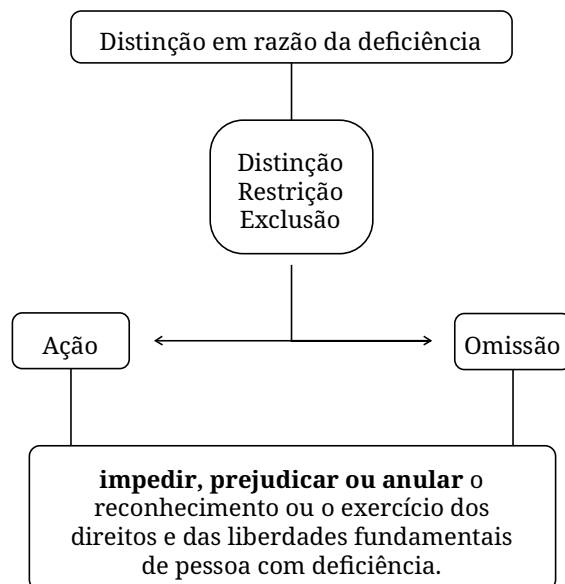 Distinção em razão da deficiência
Distinção
Restrição
Exclusão
Ação
Omissão
impedir, prejudicar ou anular o
reconhecimento ou o exercício dos
direitos e das liberdades fundamentais
de pessoa com deficiência.